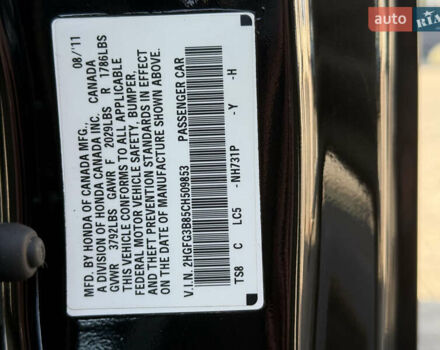 MFD. BY HONDA OF CANADA MFG., 08/'11
A DIVISION OF HONDA CANADA INC. CANADA
GVWR 3792LBS GAWR F 2029LBS R 1786LBS
THIS VEHICLE CONFORMS TO ALL APPLICABLE
FEDERAL MOTOR VEHICLE SAFETY, BUMPER,
AND THEFT PREVENTION STANDARDS IN EFFECT
ON THE DATE OF MANUFACTURE SHOWN ABOVE.
V.I.N. 2HGFG3B85CH509863 PASSENGER CAR
TS8 C LC5 -NH731P -Y -H
auto RIA